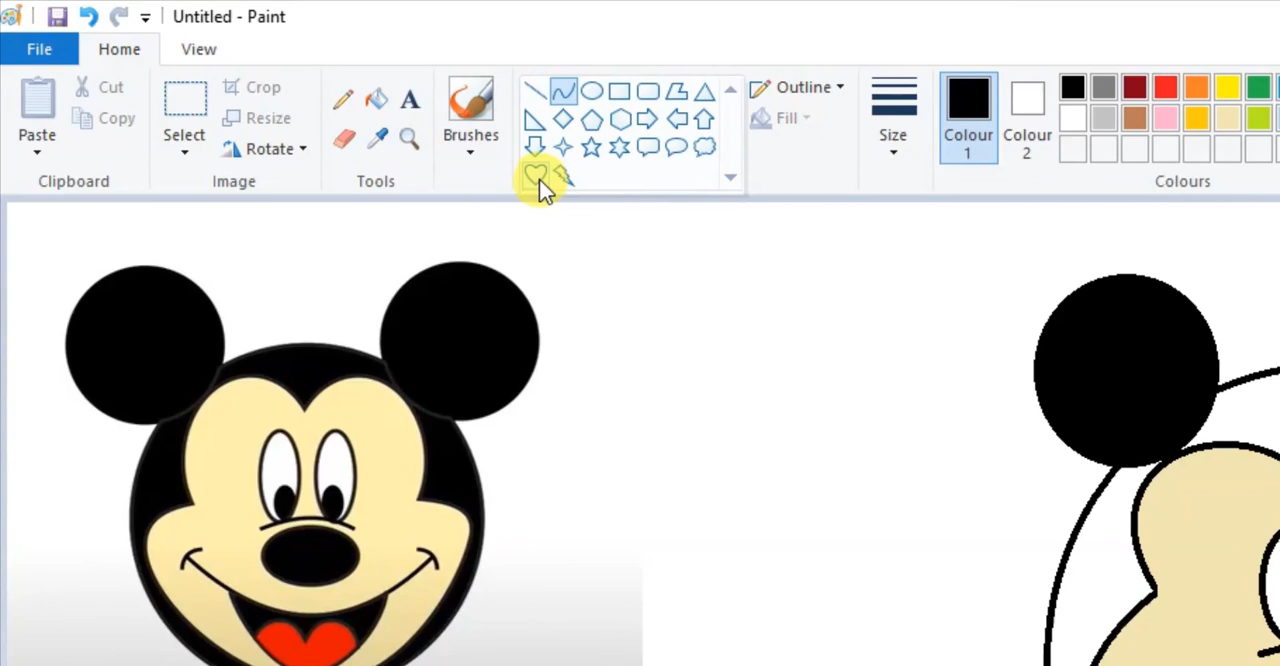 Untitled - Paint
File Home View
Cut Crop A Outline
Copy Resize Fill
Paste Select Rotate Brushes Size Colour 1 Colour 2
Clipboard Image Tools Colours